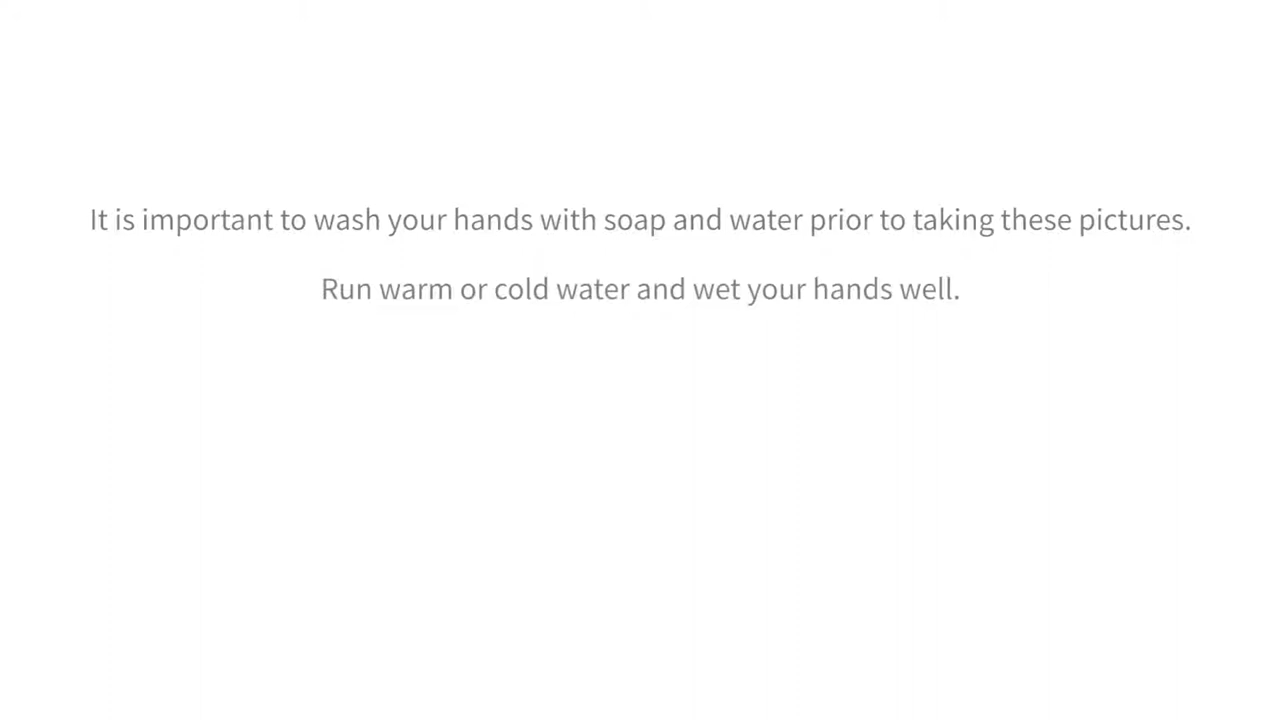 It is important to wash your hands with soap and water prior to taking these pictures.
Run warm or cold water and wet your hands well.